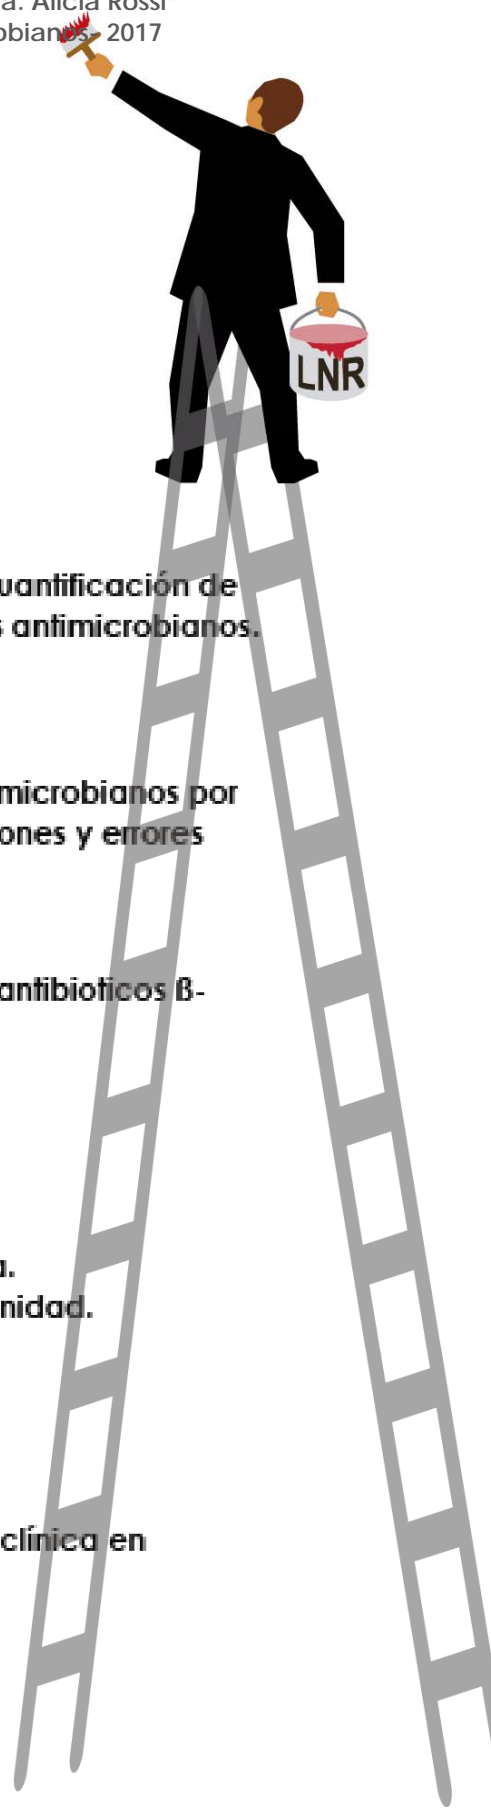 a. Alicia Rossi"
obianos- 2017
LNR
uantificación de
s antimicrobianos.
microbianos por
ones y errores
antibioticos ß-
a.
nidad.
clínica en